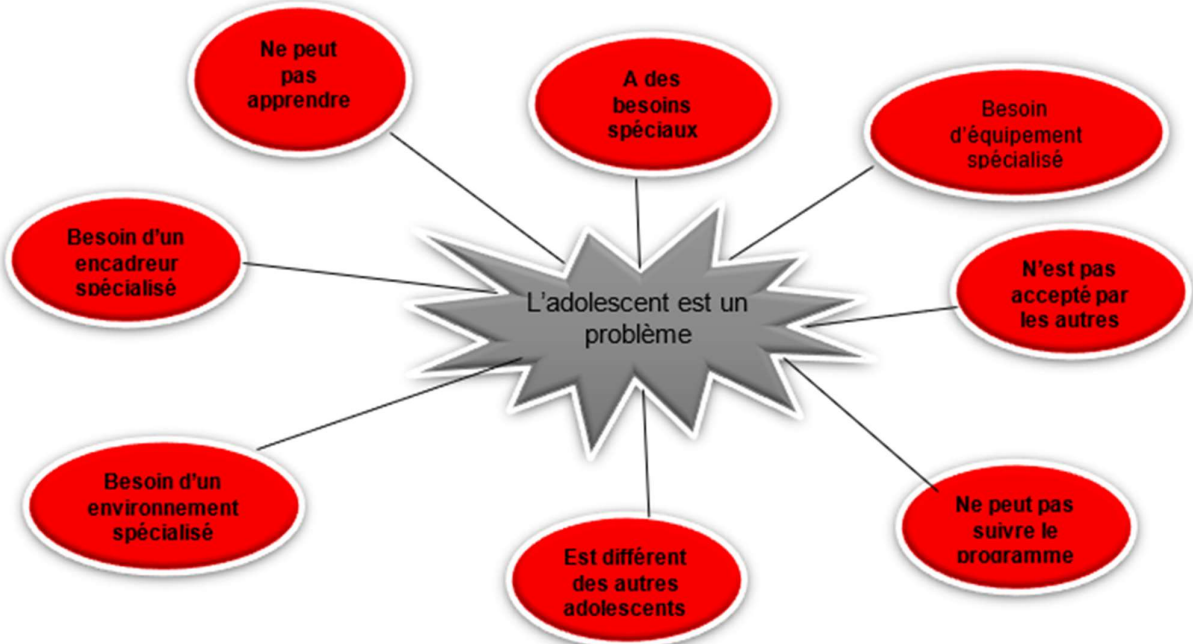 Ne peut
pas
apprendre
A des
besoins
spéciaux
Besoin
d'équipement
spécialisé
Besoin d'un
encadreur
spécialisé
L'adolescent est un
problème
N'est pas
accepté par
les autres
Besoin d'un
environnement
spécialisé
Est différent
des autres
adolescents
Ne peut pas
suivre le
programme